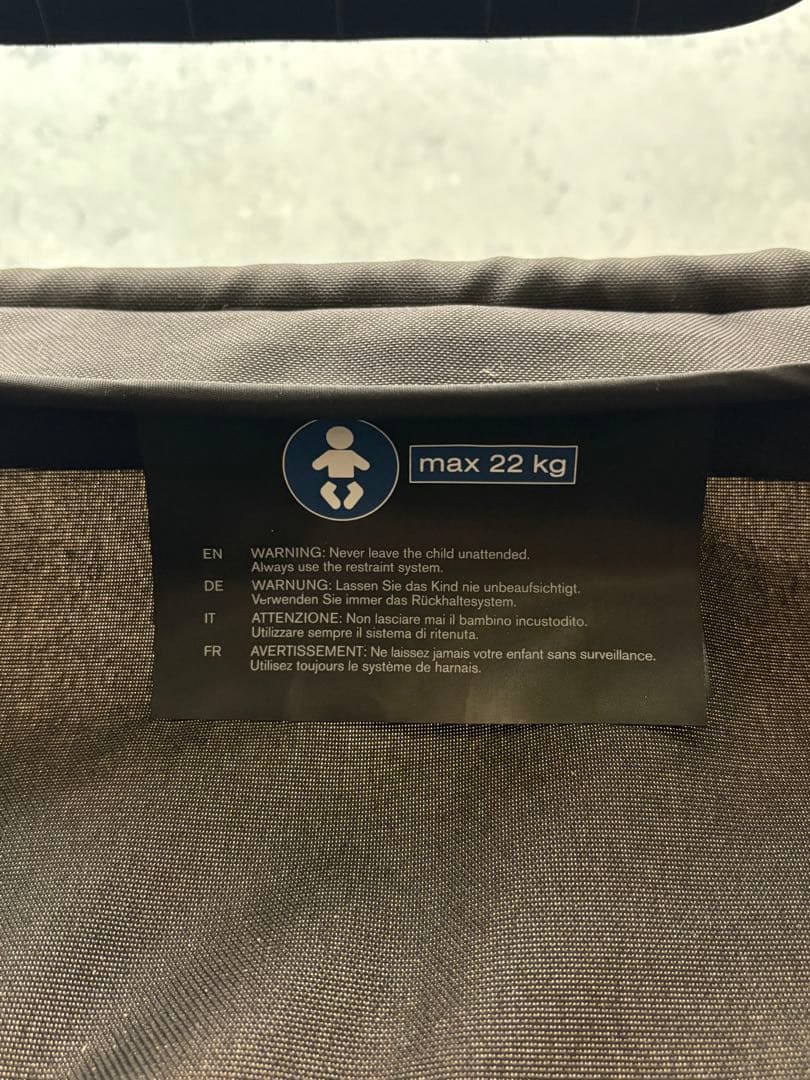 max 22 kg
EN WARNING: Never leave the child unattended.
Always use the restraint system.
DE WARNUNG: Lassen Sie das Kind nie unbeaufsichtigt.
Verwenden Sie immer das Rückhaltesystem.
IT ATTENZIONE: Non lasciare mai il bambino incustodito.
Utilizzare sempre il sistema di ritenuta.
FR AVERTISSEMENT: Ne laissez jamais votre enfant sans surveillance.
Utilisez toujours le système de harnais.